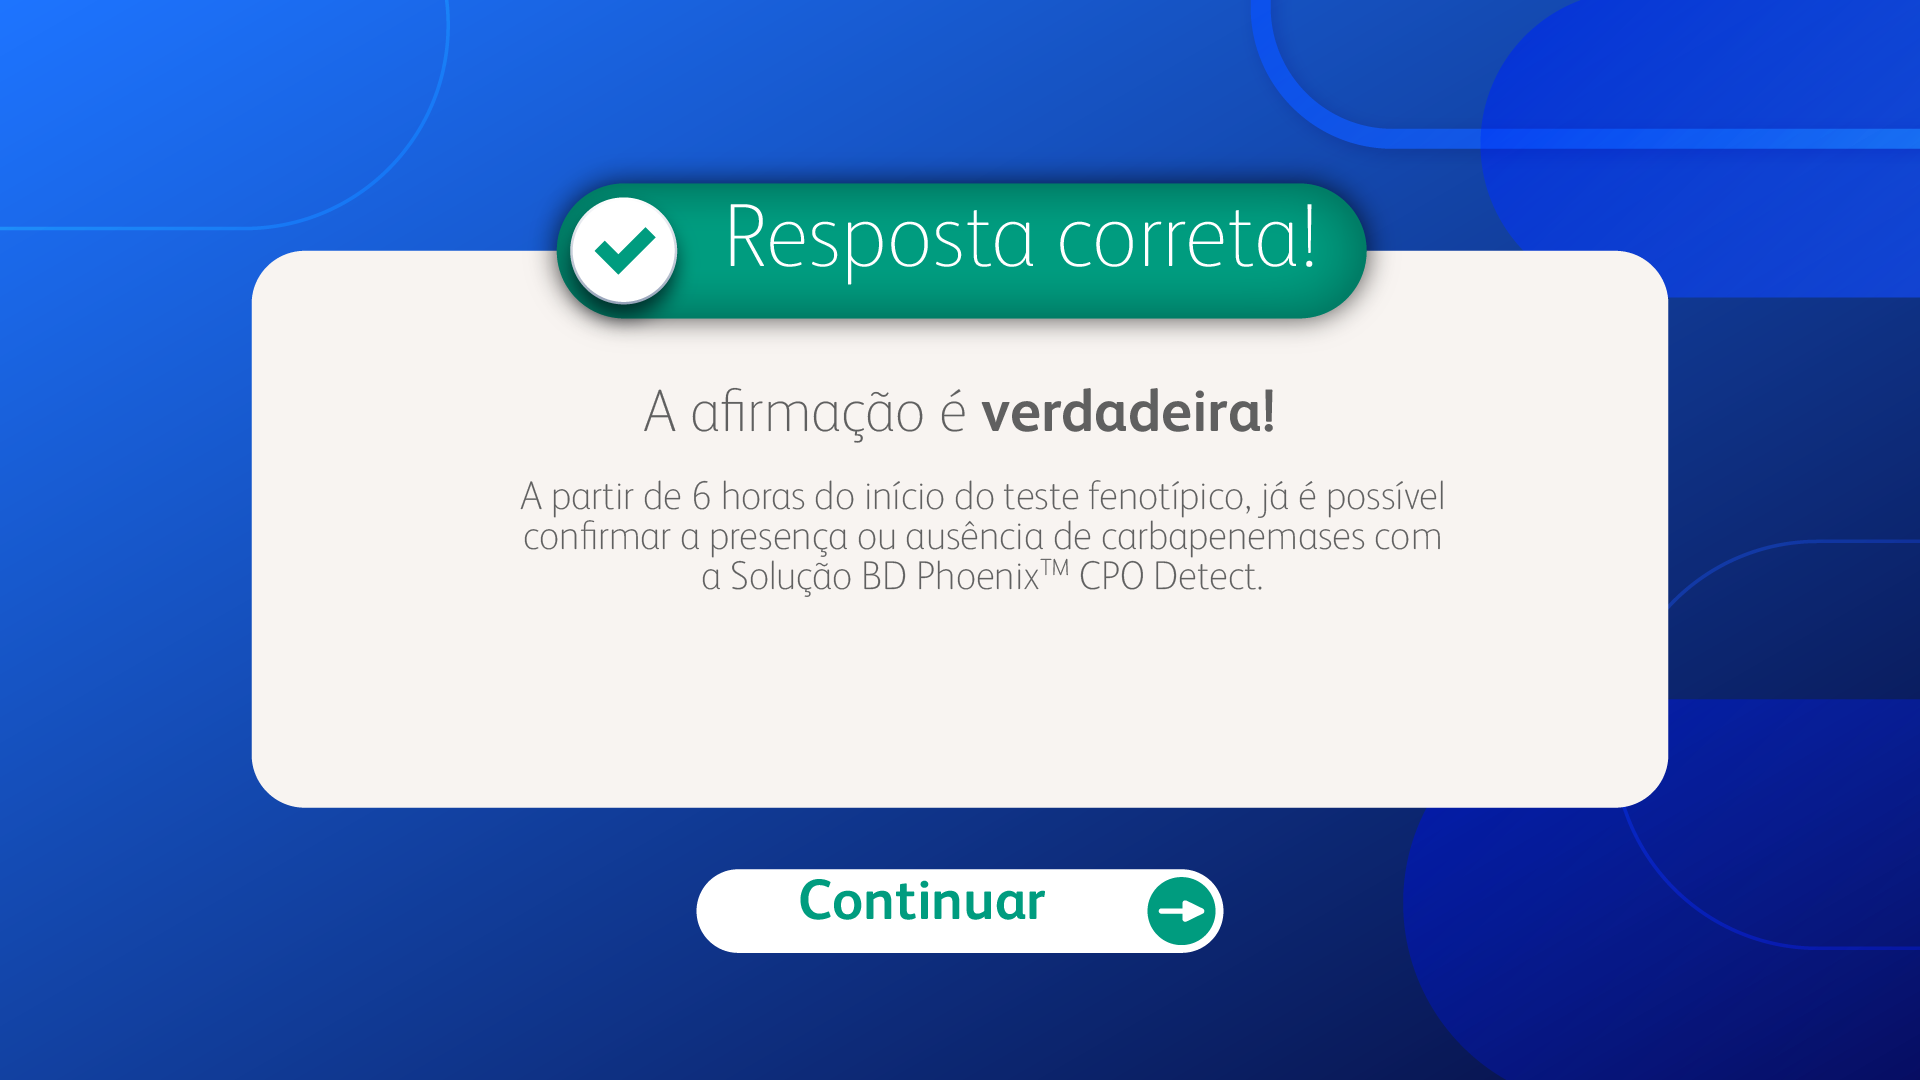 Resposta correta!
A afirmação é verdadeira!
A partir de 6 horas do início do teste fenotípico, já é possível
confirmar a presença ou ausência de carbapenemases com
a Solução BD Phoenix™ CPO Detect.
Continuar